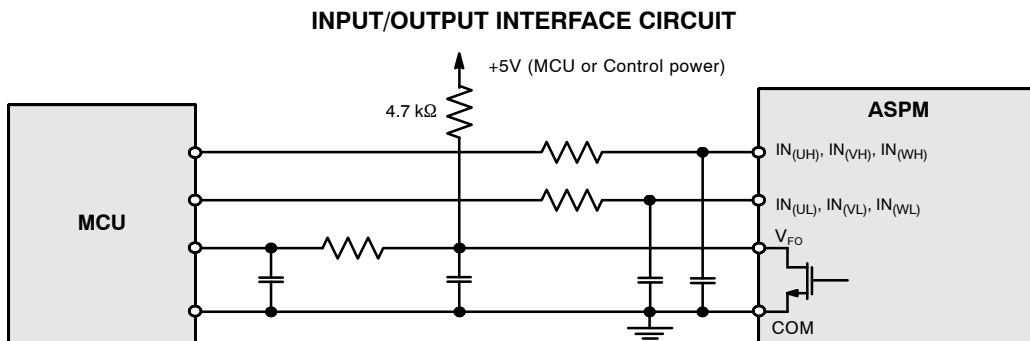 INPUT/OUTPUT INTERFACE CIRCUIT
+5V (MCU or Control power)
4.7 kΩ
ASPM
IN(UH), IN(VH), IN(WH)
IN(UL), IN(VL), IN(WL)
MCU
VFO
COM